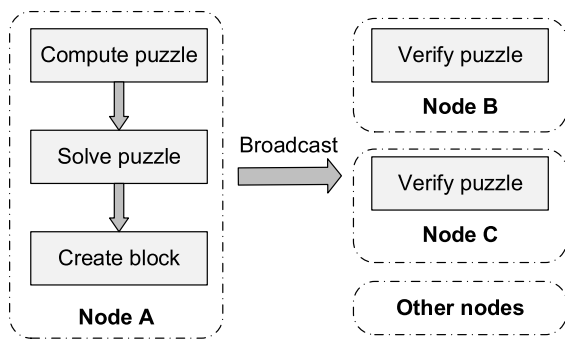 Compute puzzle
Solve puzzle
Create block
Node A
Broadcast
Verify puzzle
Node B
Verify puzzle
Node C
Other nodes